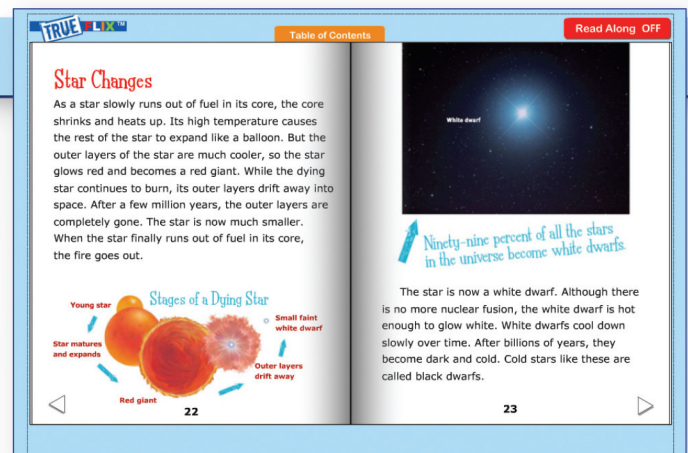 TRUE FLIX™
Table of Contents
Read Along OFF
Star Changes
As a star slowly runs out of fuel in its core, the core
shrinks and heats up. Its high temperature causes
the rest of the star to expand like a balloon. But the
outer layers of the star are much cooler, so the star
glows red and becomes a red giant. While the dying
star continues to burn, its outer layers drift away into
space. After a few million years, the outer layers are
completely gone. The star is now much smaller.
When the star finally runs out of fuel in its core,
the fire goes out.
Stages of a Dying Star
Young star
Star matures
and expands
Red giant
Outer layers
drift away
Small faint
white dwarf
22
White dwarf
Ninety-nine percent of all the stars
in the universe become white dwarfs.
The star is now a white dwarf. Although there
is no more nuclear fusion, the white dwarf is hot
enough to glow white. White dwarfs cool down
slowly over time. After billions of years, they
become dark and cold. Cold stars like these are
called black dwarfs.
23